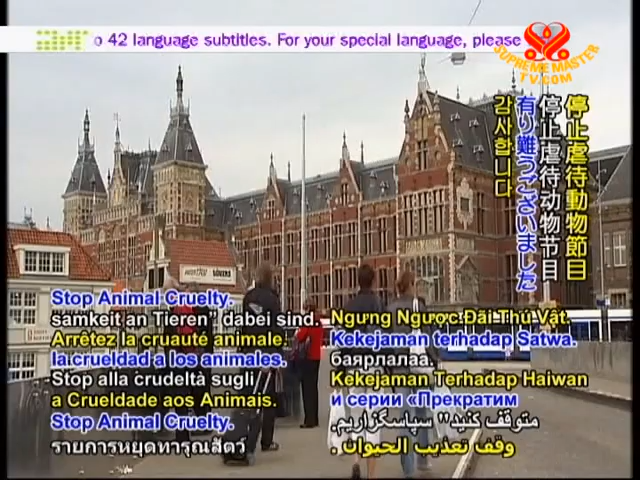 o 42 language subtitles. For your special language, please
SUPREME MASTER
TV.COM
停止虐待動物節目
停止虐待动物节目
有り難うございました
감사합니다
Stop Animal Cruelty.
samkeit an Tieren" dabei sind.
Arrêtez la cruauté animale.
la crueldad a los animales.
Stop alla crudeltà sugli
a Crueldade aos Animais.
Stop Animal Cruelty.
รายการหยุดทารุณสัตว์
Ngưng Ngược Đãi Thú Vật.
Kekejaman terhadap Satwa.
баярлалаа.
Kekejaman Terhadap Haiwan
и серии «Прекратим
متوقف کنید" سپاسگزاریم.
وقف تعذيب الحيوان .